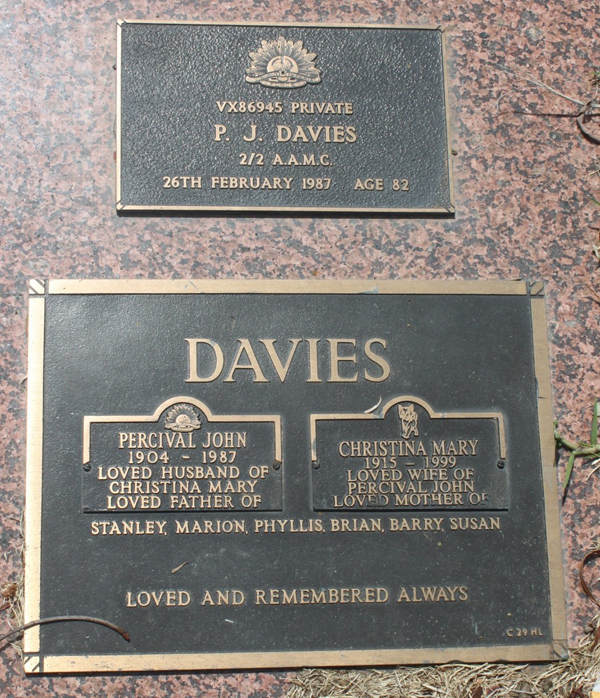 VX86945 PRIVATE
P. J. DAVIES
2/2 A.A.M.C.
26TH FEBRUARY 1987 AGE 82
DAVIES
PERCIVAL JOHN
1904 - 1987
LOVED HUSBAND OF
CHRISTINA MARY
LOVED FATHER OF
CHRISTINA MARY
1915 - 1999
LOVED WIFE OF
PERCIVAL JOHN
LOVED MOTHER OF
STANLEY, MARION, PHYLLIS, BRIAN, BARRY, SUSAN
LOVED AND REMEMBERED ALWAYS
C 29 HL